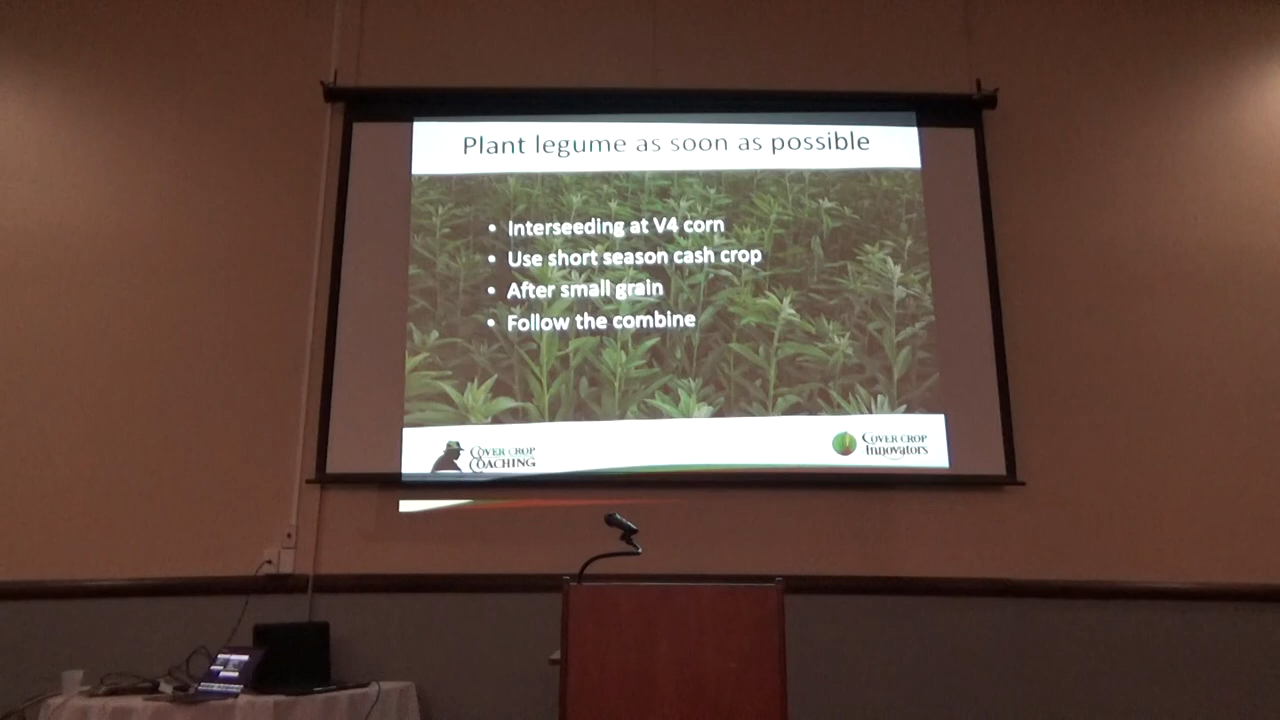 Plant legume as soon as possible
• Interseeding at V4 corn
• Use short season cash crop
• After small grain
• Follow the combine
COVER CROP
COACHING
COVER CROP
INNOVATORS